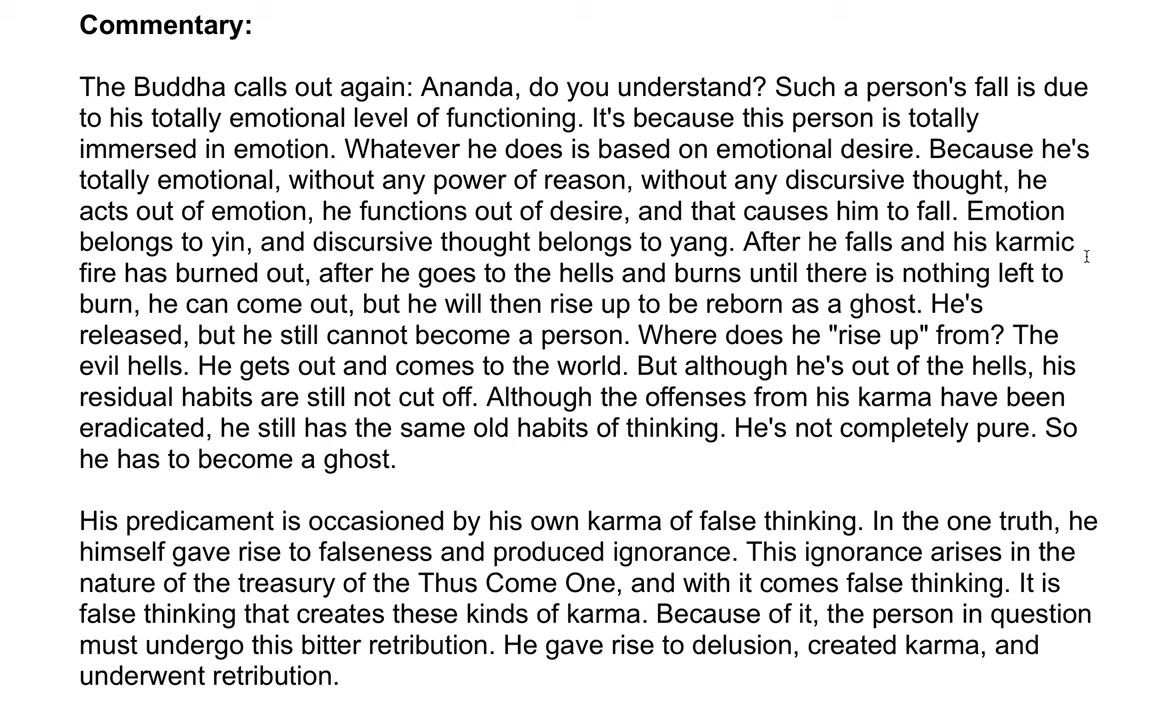 Commentary:
The Buddha calls out again: Ananda, do you understand? Such a person's fall is due
to his totally emotional level of functioning. It's because this person is totally
immersed in emotion. Whatever he does is based on emotional desire. Because he's
totally emotional, without any power of reason, without any discursive thought, he
acts out of emotion, he functions out of desire, and that causes him to fall. Emotion
belongs to yin, and discursive thought belongs to yang. After he falls and his karmic
fire has burned out, after he goes to the hells and burns until there is nothing left to
burn, he can come out, but he will then rise up to be reborn as a ghost. He's
released, but he still cannot become a person. Where does he "rise up" from? The
evil hells. He gets out and comes to the world. But although he's out of the hells, his
residual habits are still not cut off. Although the offenses from his karma have been
eradicated, he still has the same old habits of thinking. He's not completely pure. So
he has to become a ghost.
His predicament is occasioned by his own karma of false thinking. In the one truth, he
himself gave rise to falseness and produced ignorance. This ignorance arises in the
nature of the treasury of the Thus Come One, and with it comes false thinking. It is
false thinking that creates these kinds of karma. Because of it, the person in question
must undergo this bitter retribution. He gave rise to delusion, created karma, and
underwent retribution.